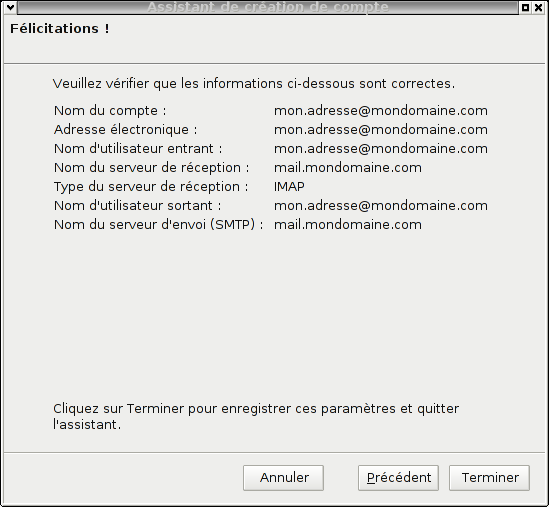 Assistant de création de compte
Félicitations !
Veuillez vérifier que les informations ci-dessous sont correctes.
Nom du compte : mon.adresse@mondomaine.com
Adresse électronique : mon.adresse@mondomaine.com
Nom d'utilisateur entrant : mon.adresse@mondomaine.com
Nom du serveur de réception : mail.mondomaine.com
Type du serveur de réception : IMAP
Nom d'utilisateur sortant : mon.adresse@mondomaine.com
Nom du serveur d'envoi (SMTP) : mail.mondomaine.com
Cliquez sur Terminer pour enregistrer ces paramètres et quitter
l'assistant.
Annuler Précédent Terminer